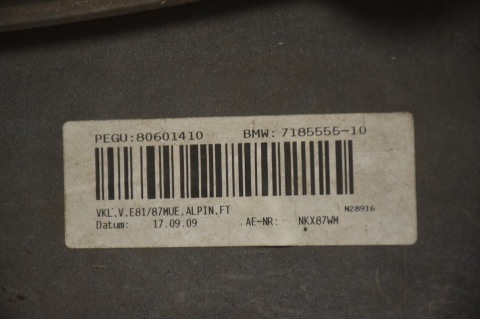 PEGU:80601410 BMW: 7185555-10
VKL.V.E81/87MUE,ALPIN,FT N28916
Datum: 17.09.09 AE-NR: NKX87WM